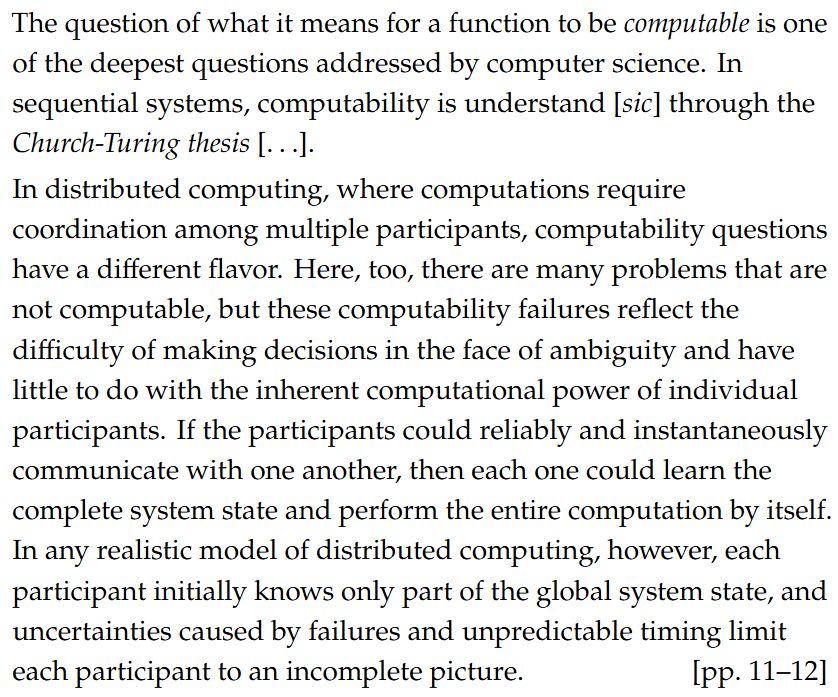 The question of what it means for a function to be computable is one
of the deepest questions addressed by computer science. In
sequential systems, computability is understand [sic] through the
Church-Turing thesis [. . .].
In distributed computing, where computations require
coordination among multiple participants, computability questions
have a different flavor. Here, too, there are many problems that are
not computable, but these computability failures reflect the
difficulty of making decisions in the face of ambiguity and have
little to do with the inherent computational power of individual
participants. If the participants could reliably and instantaneously
communicate with one another, then each one could learn the
complete system state and perform the entire computation by itself.
In any realistic model of distributed computing, however, each
participant initially knows only part of the global system state, and
uncertainties caused by failures and unpredictable timing limit
each participant to an incomplete picture. [pp. 11–12]